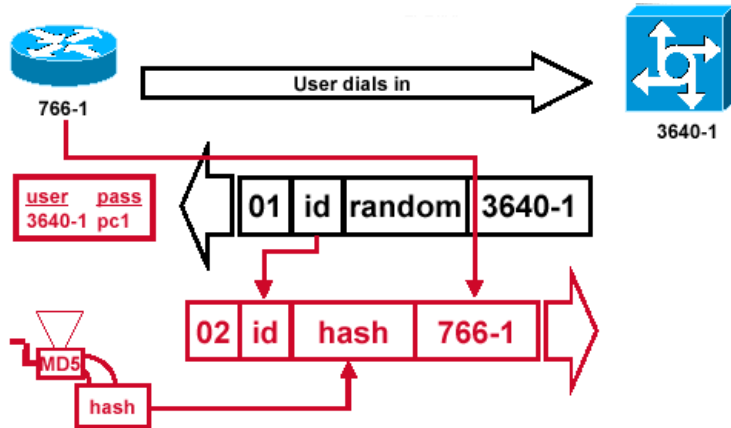 User dials in
766-1
3640-1
user pass
3640-1 pc1
01 id random 3640-1
02 id hash 766-1
MD5
hash